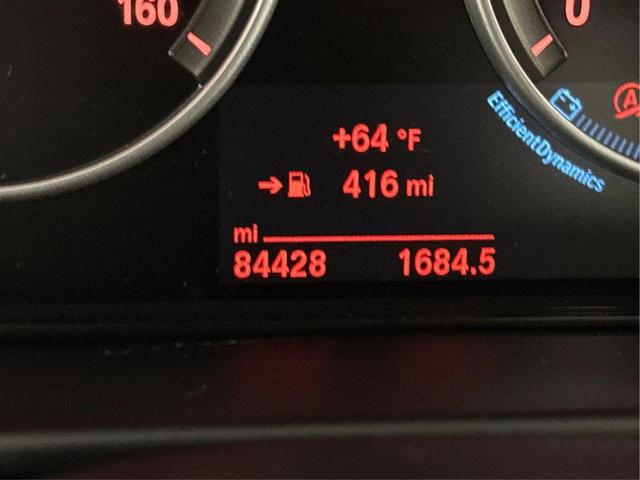 160
0
A
EfficientDynamics
+64 °F
416 mi
mi
84428 1684.5